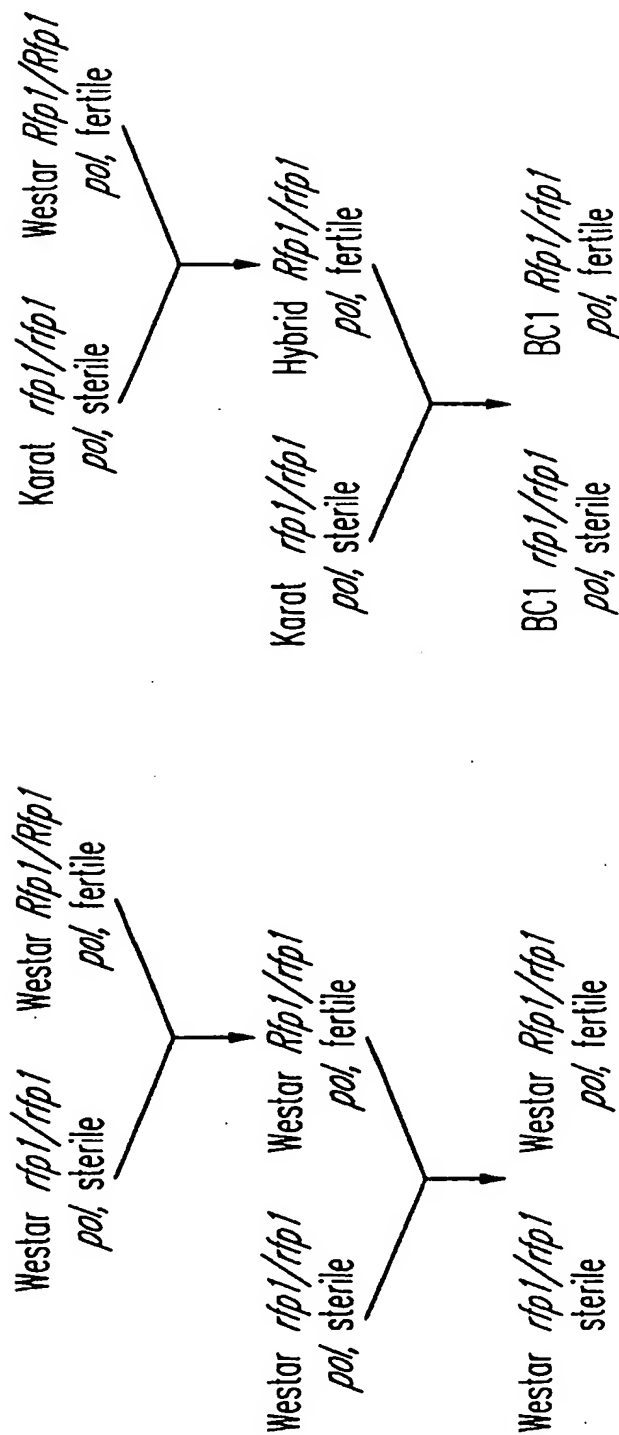 Westar rfp1/rfp1
pol, sterile
Westar Rfp1/Rfp1
pol, fertile
Westar rfp1/rfp1
pol, sterile
Westar Rfp1/rfp1
pol, fertile
Westar rfp1/rfp1
sterile
Westar Rfp1/rfp1
pol, fertile
Karat rfp1/rfp1
pol, sterile
Westar Rfp1/Rfp1
pol, fertile
Karat rfp1/rfp1
pol, sterile
Hybrid Rfp1/rfp1
pol, fertile
BC1 rfp1/rfp1
pol, sterile
BC1 Rfp1/rfp1
pol, fertile